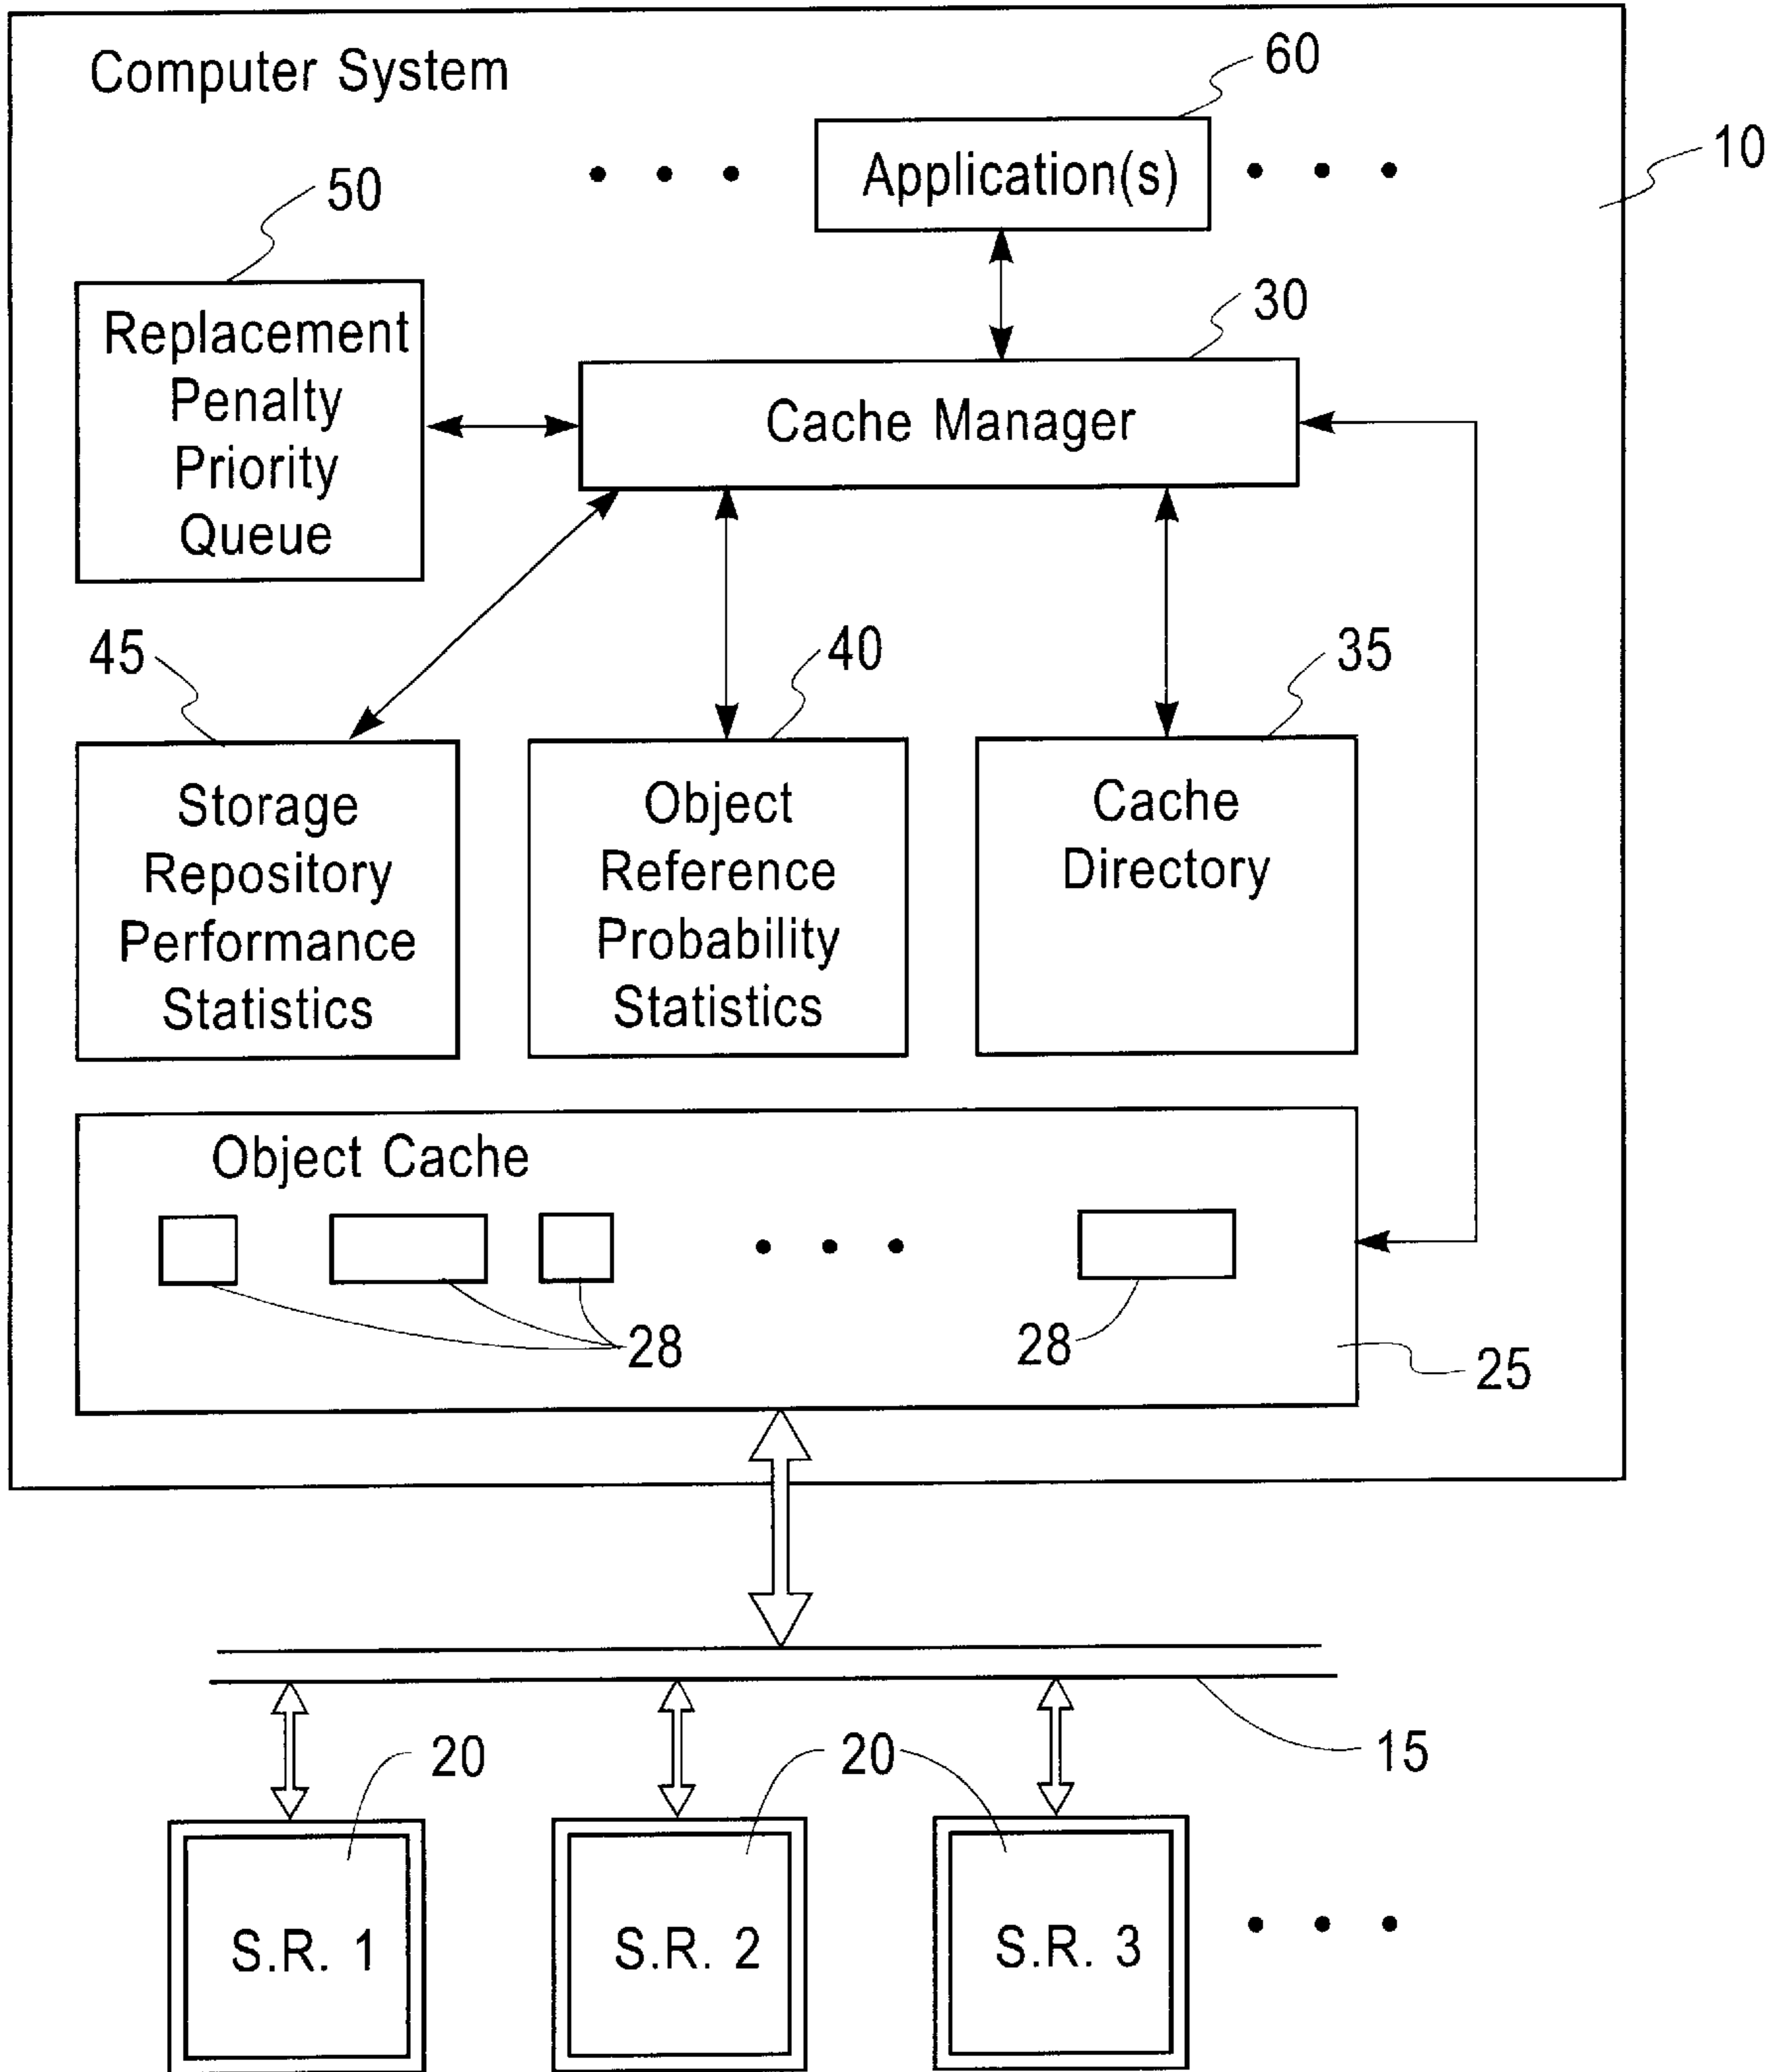 Computer System
60
10
Application(s)
50
30
Replacement
Penalty
Priority
Queue
Cache Manager
45
40
35
Storage
Repository
Performance
Statistics
Object
Reference
Probability
Statistics
Cache
Directory
Object Cache
28
28
25
20
20
15
S.R. 1
S.R. 2
S.R. 3